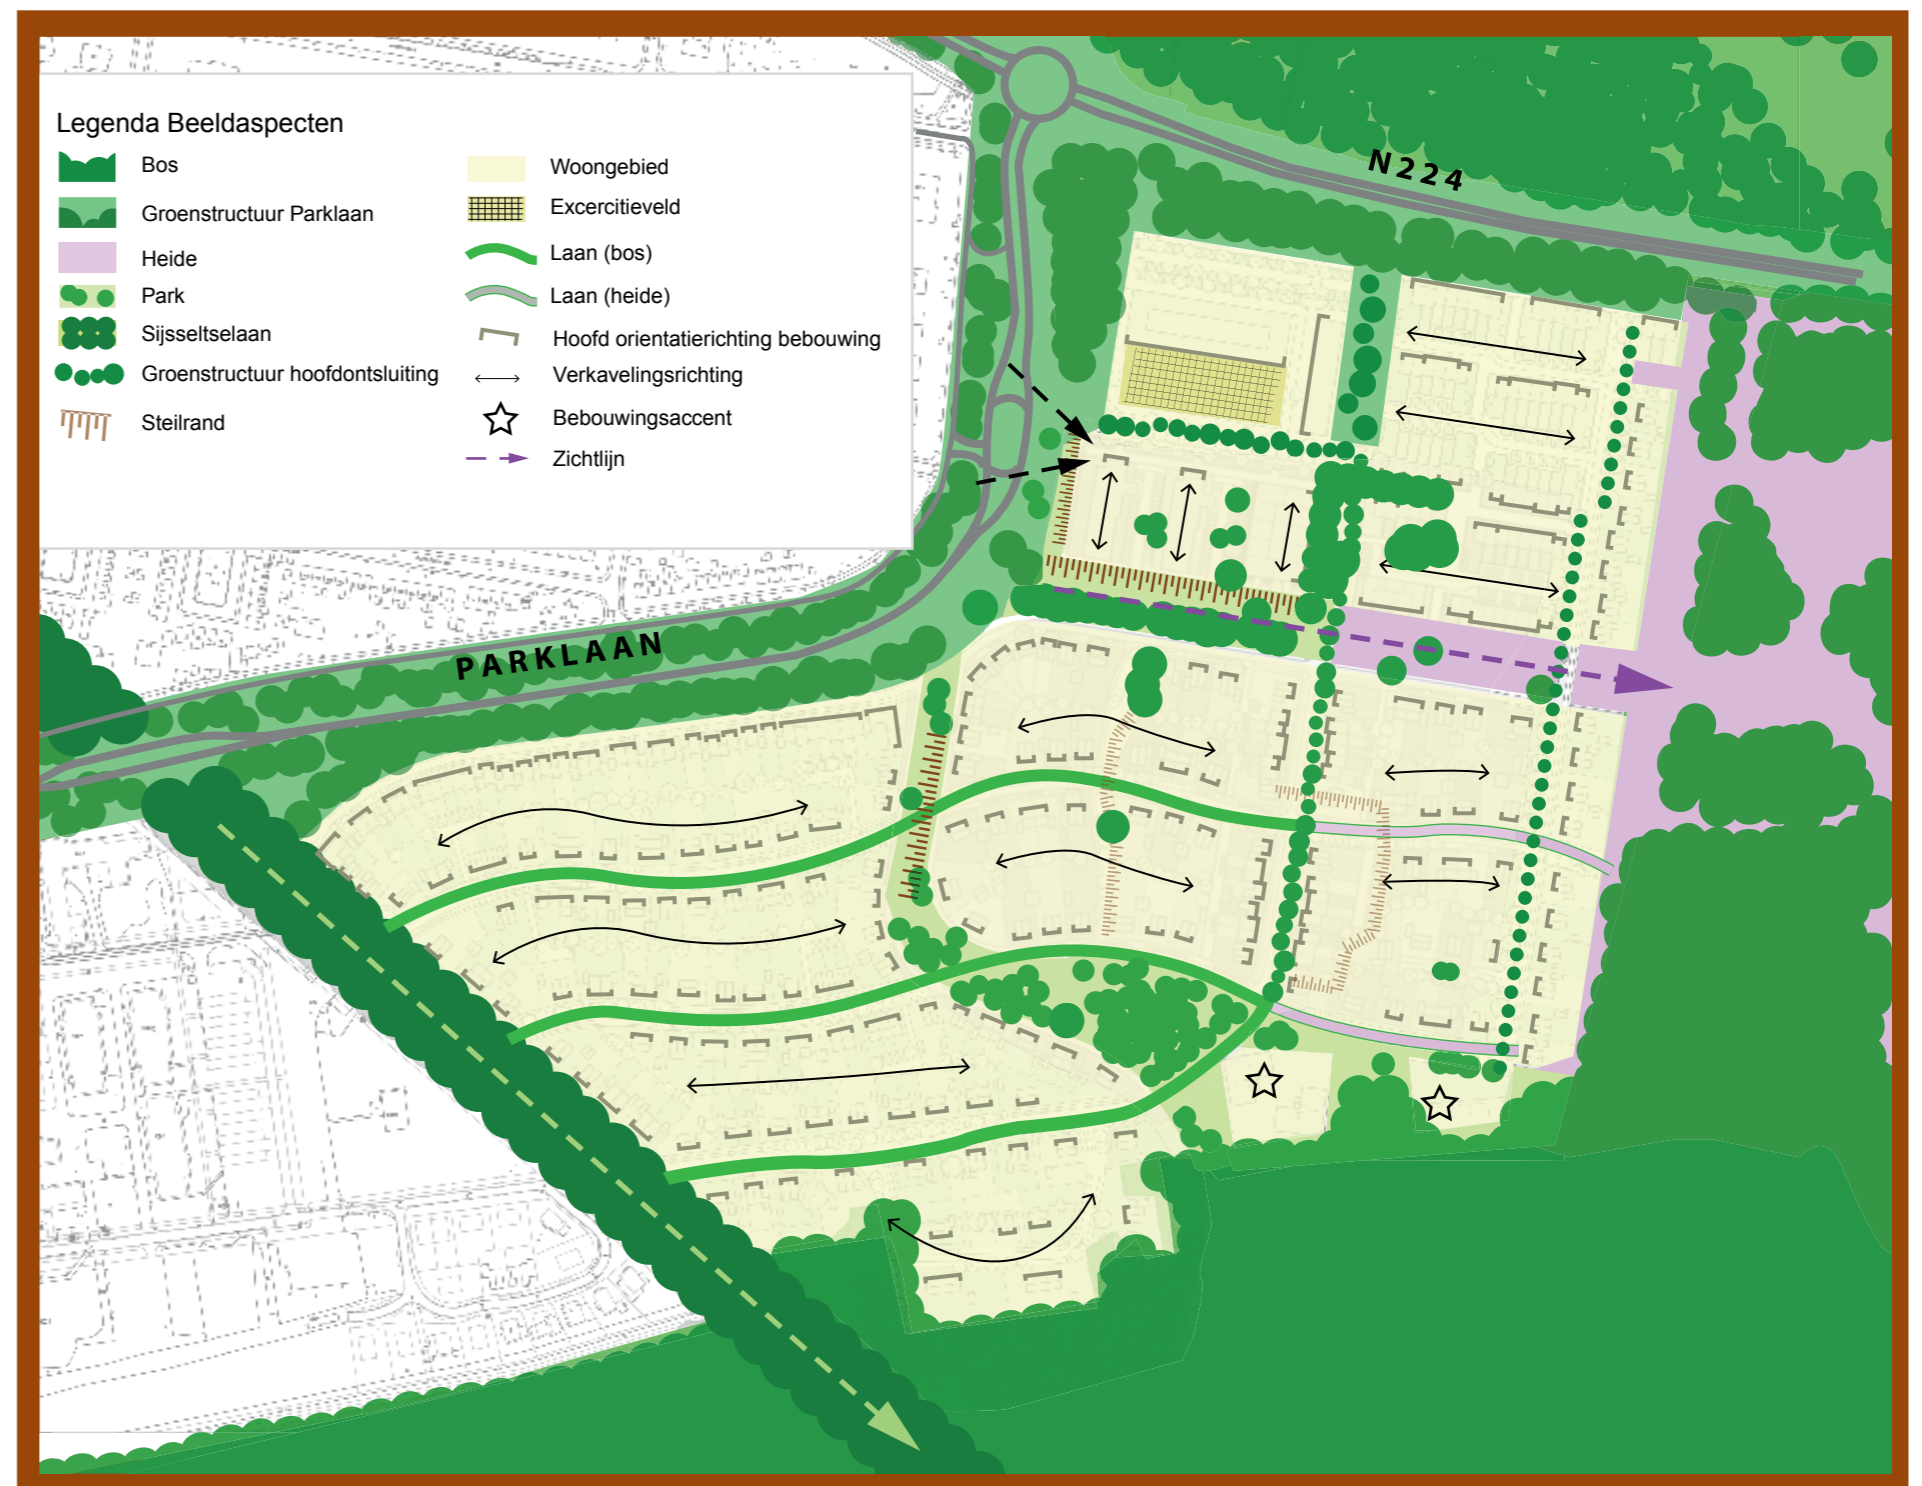 Legenda Beeldaspecten
Bos
Groenstructuur Parklaan
Heide
Park
Sijsseltselaan
Groenstructuur hoofdontsluiting
Steilrand
Woongebied
Excercitieveld
Laan (bos)
Laan (heide)
Hoofd orientatierichting bebouwing
Verkavelingsrichting
Bebouwingsaccent
Zichtlijn
N224
PARKLAAN